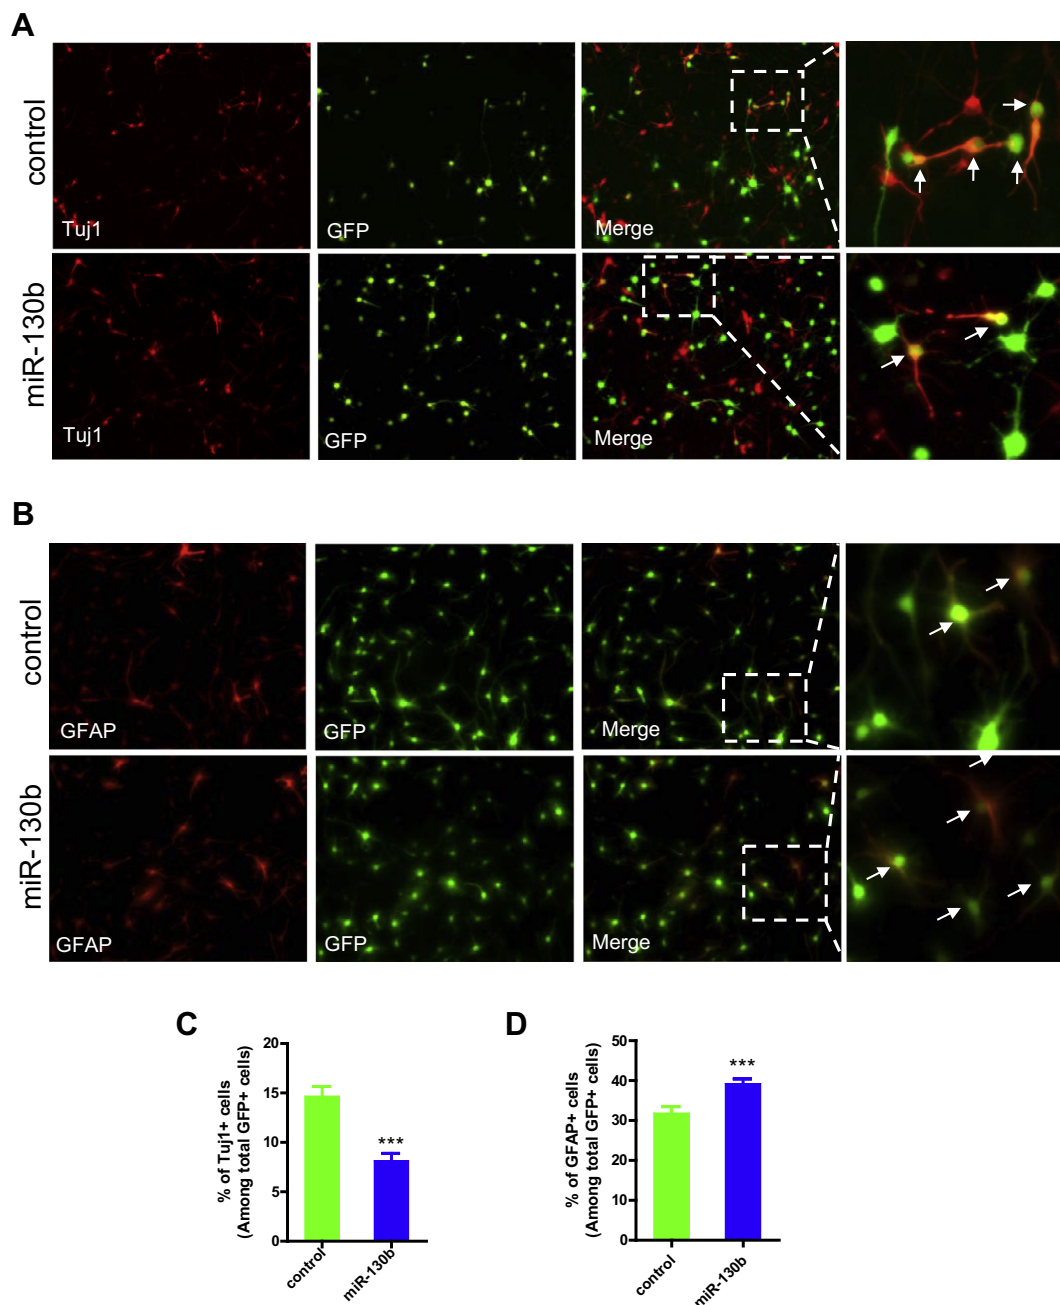 A
control
Tuj1
GFP
Merge
miR-130b
Tuj1
GFP
Merge
B
control
GFAP
GFP
Merge
miR-130b
GFAP
GFP
Merge
C
% of Tuj1+ cells
(Among total GFP+ cells)
20
15
10
5
0
***
control
miR-130b
D
% of GFAP+ cells
(Among total GFP+ cells)
50
40
30
20
10
0
***
control
miR-130b